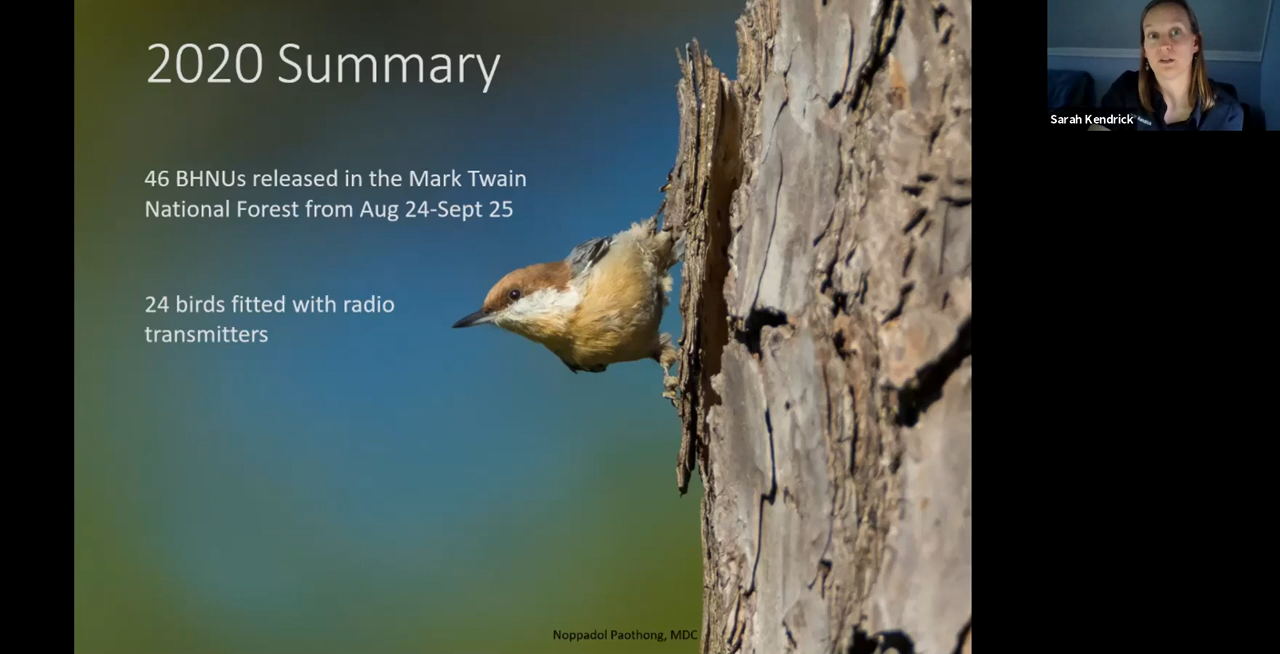 2020 Summary
46 BHNUs released in the Mark Twain
National Forest from Aug 24-Sept 25
24 birds fitted with radio
transmitters
Noppadol Paothong, MDC
Sarah Kendrick